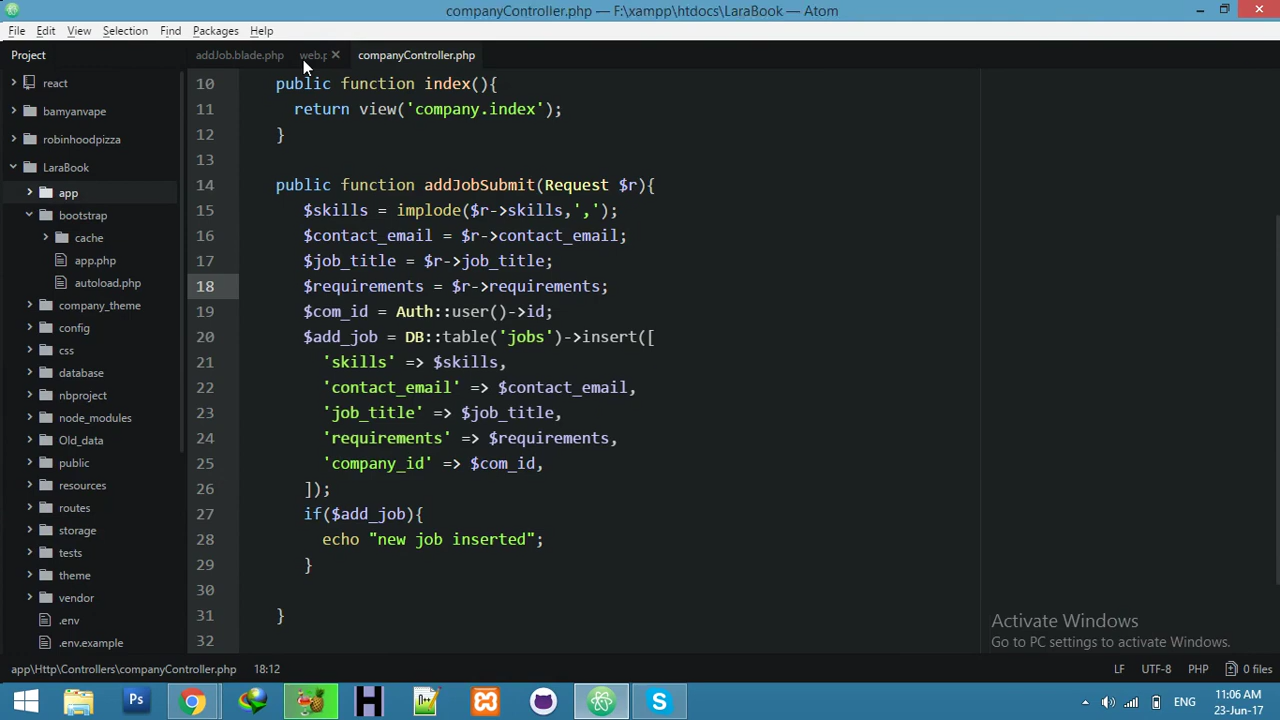 companyController.php — F:\xampp\htdocs\LaraBook — Atom
File Edit View Selection Find Packages Help
Project
addJob.blade.php web.p companyController.php
react
bamyanvape
robinhoodpizza
LaraBook
app
bootstrap
cache
app.php
autoload.php
company_theme
config
css
database
nbproject
node_modules
Old_data
public
resources
routes
storage
tests
theme
vendor
.env
.env.example
10 public function index(){
11 return view('company.index');
12 }
13
14 public function addJobSubmit(Request $r){
15 $skills = implode($r->skills,',');
16 $contact_email = $r->contact_email;
17 $job_title = $r->job_title;
18 $requirements = $r->requirements;
19 $com_id = Auth::user()->id;
20 $add_job = DB::table('jobs')->insert([
21 'skills' => $skills,
22 'contact_email' => $contact_email,
23 'job_title' => $job_title,
24 'requirements' => $requirements,
25 'company_id' => $com_id,
26 ]);
27 if($add_job){
28 echo "new job inserted";
29 }
30
31 }
32
Activate Windows
Go to PC settings to activate Windows.
app\Http\Controllers\companyController.php 18:12 LF UTF-8 PHP 0 files
Ps H S ENG 11:06 AM
23-Jun-17